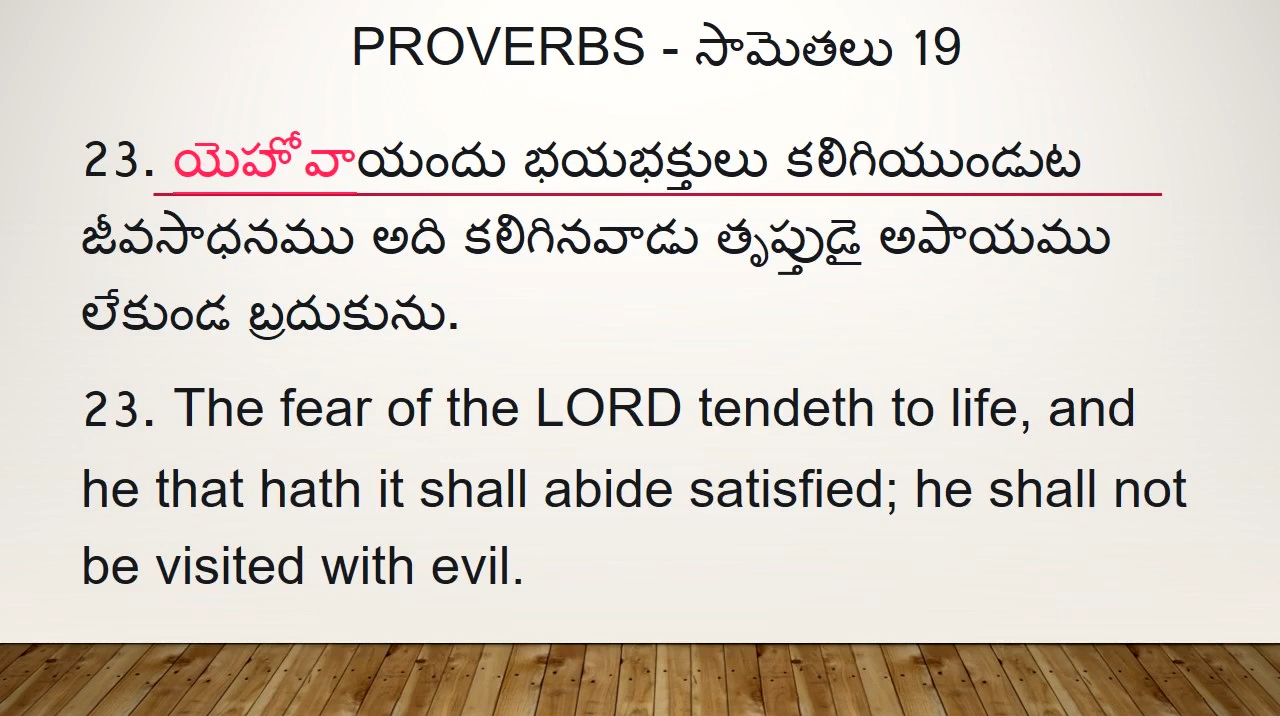 PROVERBS - సామెతలు 19
23. యెహోవాయందు భయభక్తులు కలిగియుండుట
జీవసాధనము అది కలిగినవాడు తృప్తుడై అపాయము
లేకుండ బ్రదుకును.
23. The fear of the LORD tendeth to life, and
he that hath it shall abide satisfied; he shall not
be visited with evil.